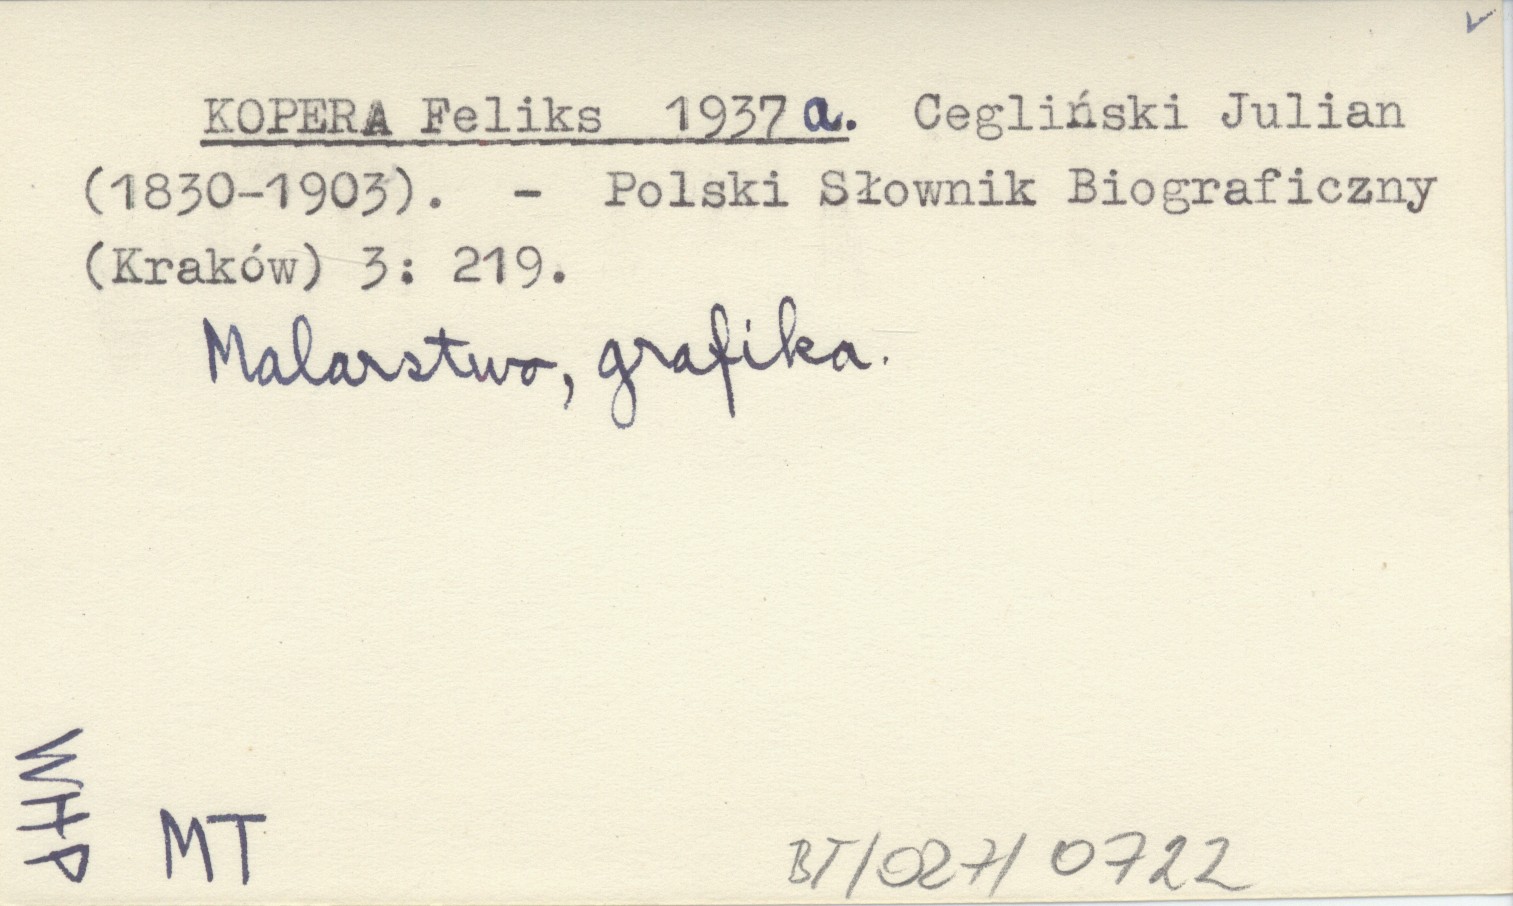 KOPERA Feliks 1937a. Cegliński Julian
(1830-1903). - Polski Słownik Biograficzny
(Kraków) 3: 219.
Malarstwo, grafika.
WHP
MT
BT/027/0722